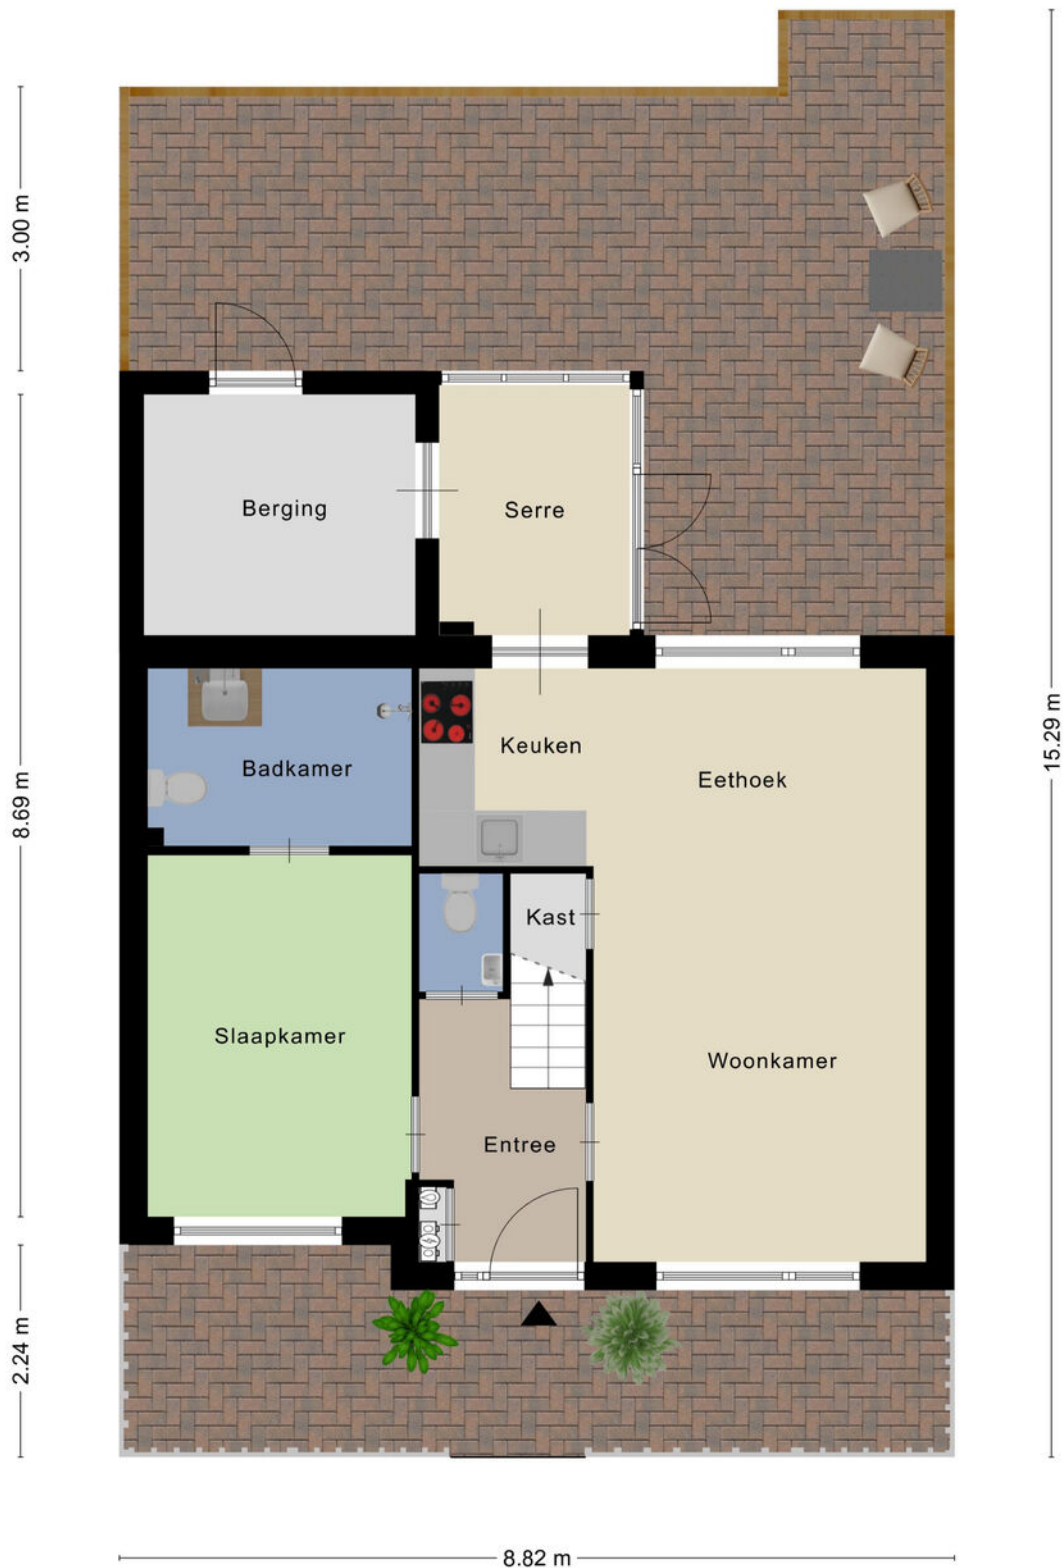 3.00 m
Berging
Serre
15.29 m
Keuken
Badkamer
Eethoek
8.69 m
Kast
Slaapkamer
Woonkamer
Entree
2.24 m
8.82 m